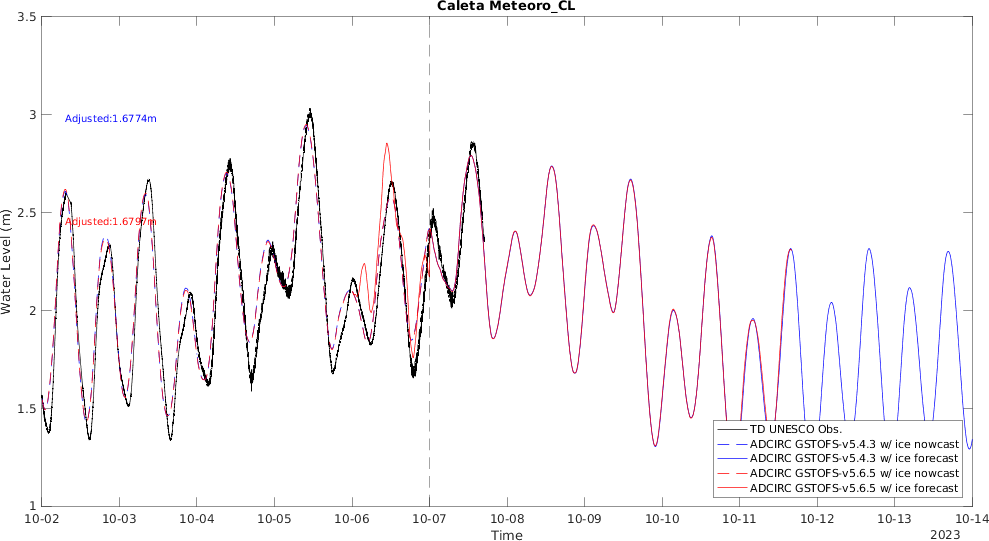 Caleta Meteoro_CL
3.5
3
2.5
2
1.5
1
Water Level (m)
Adjusted:1.6774m
Adjusted:1.6797m
TD UNESCO Obs.
ADCIRC GSTOFS-v5.4.3 w/ ice nowcast
ADCIRC GSTOFS-v5.4.3 w/ ice forecast
ADCIRC GSTOFS-v5.6.5 w/ ice nowcast
ADCIRC GSTOFS-v5.6.5 w/ ice forecast
10-02 10-03 10-04 10-05 10-06 10-07 10-08 10-09 10-10 10-11 10-12 10-13 10-14
Time
2023